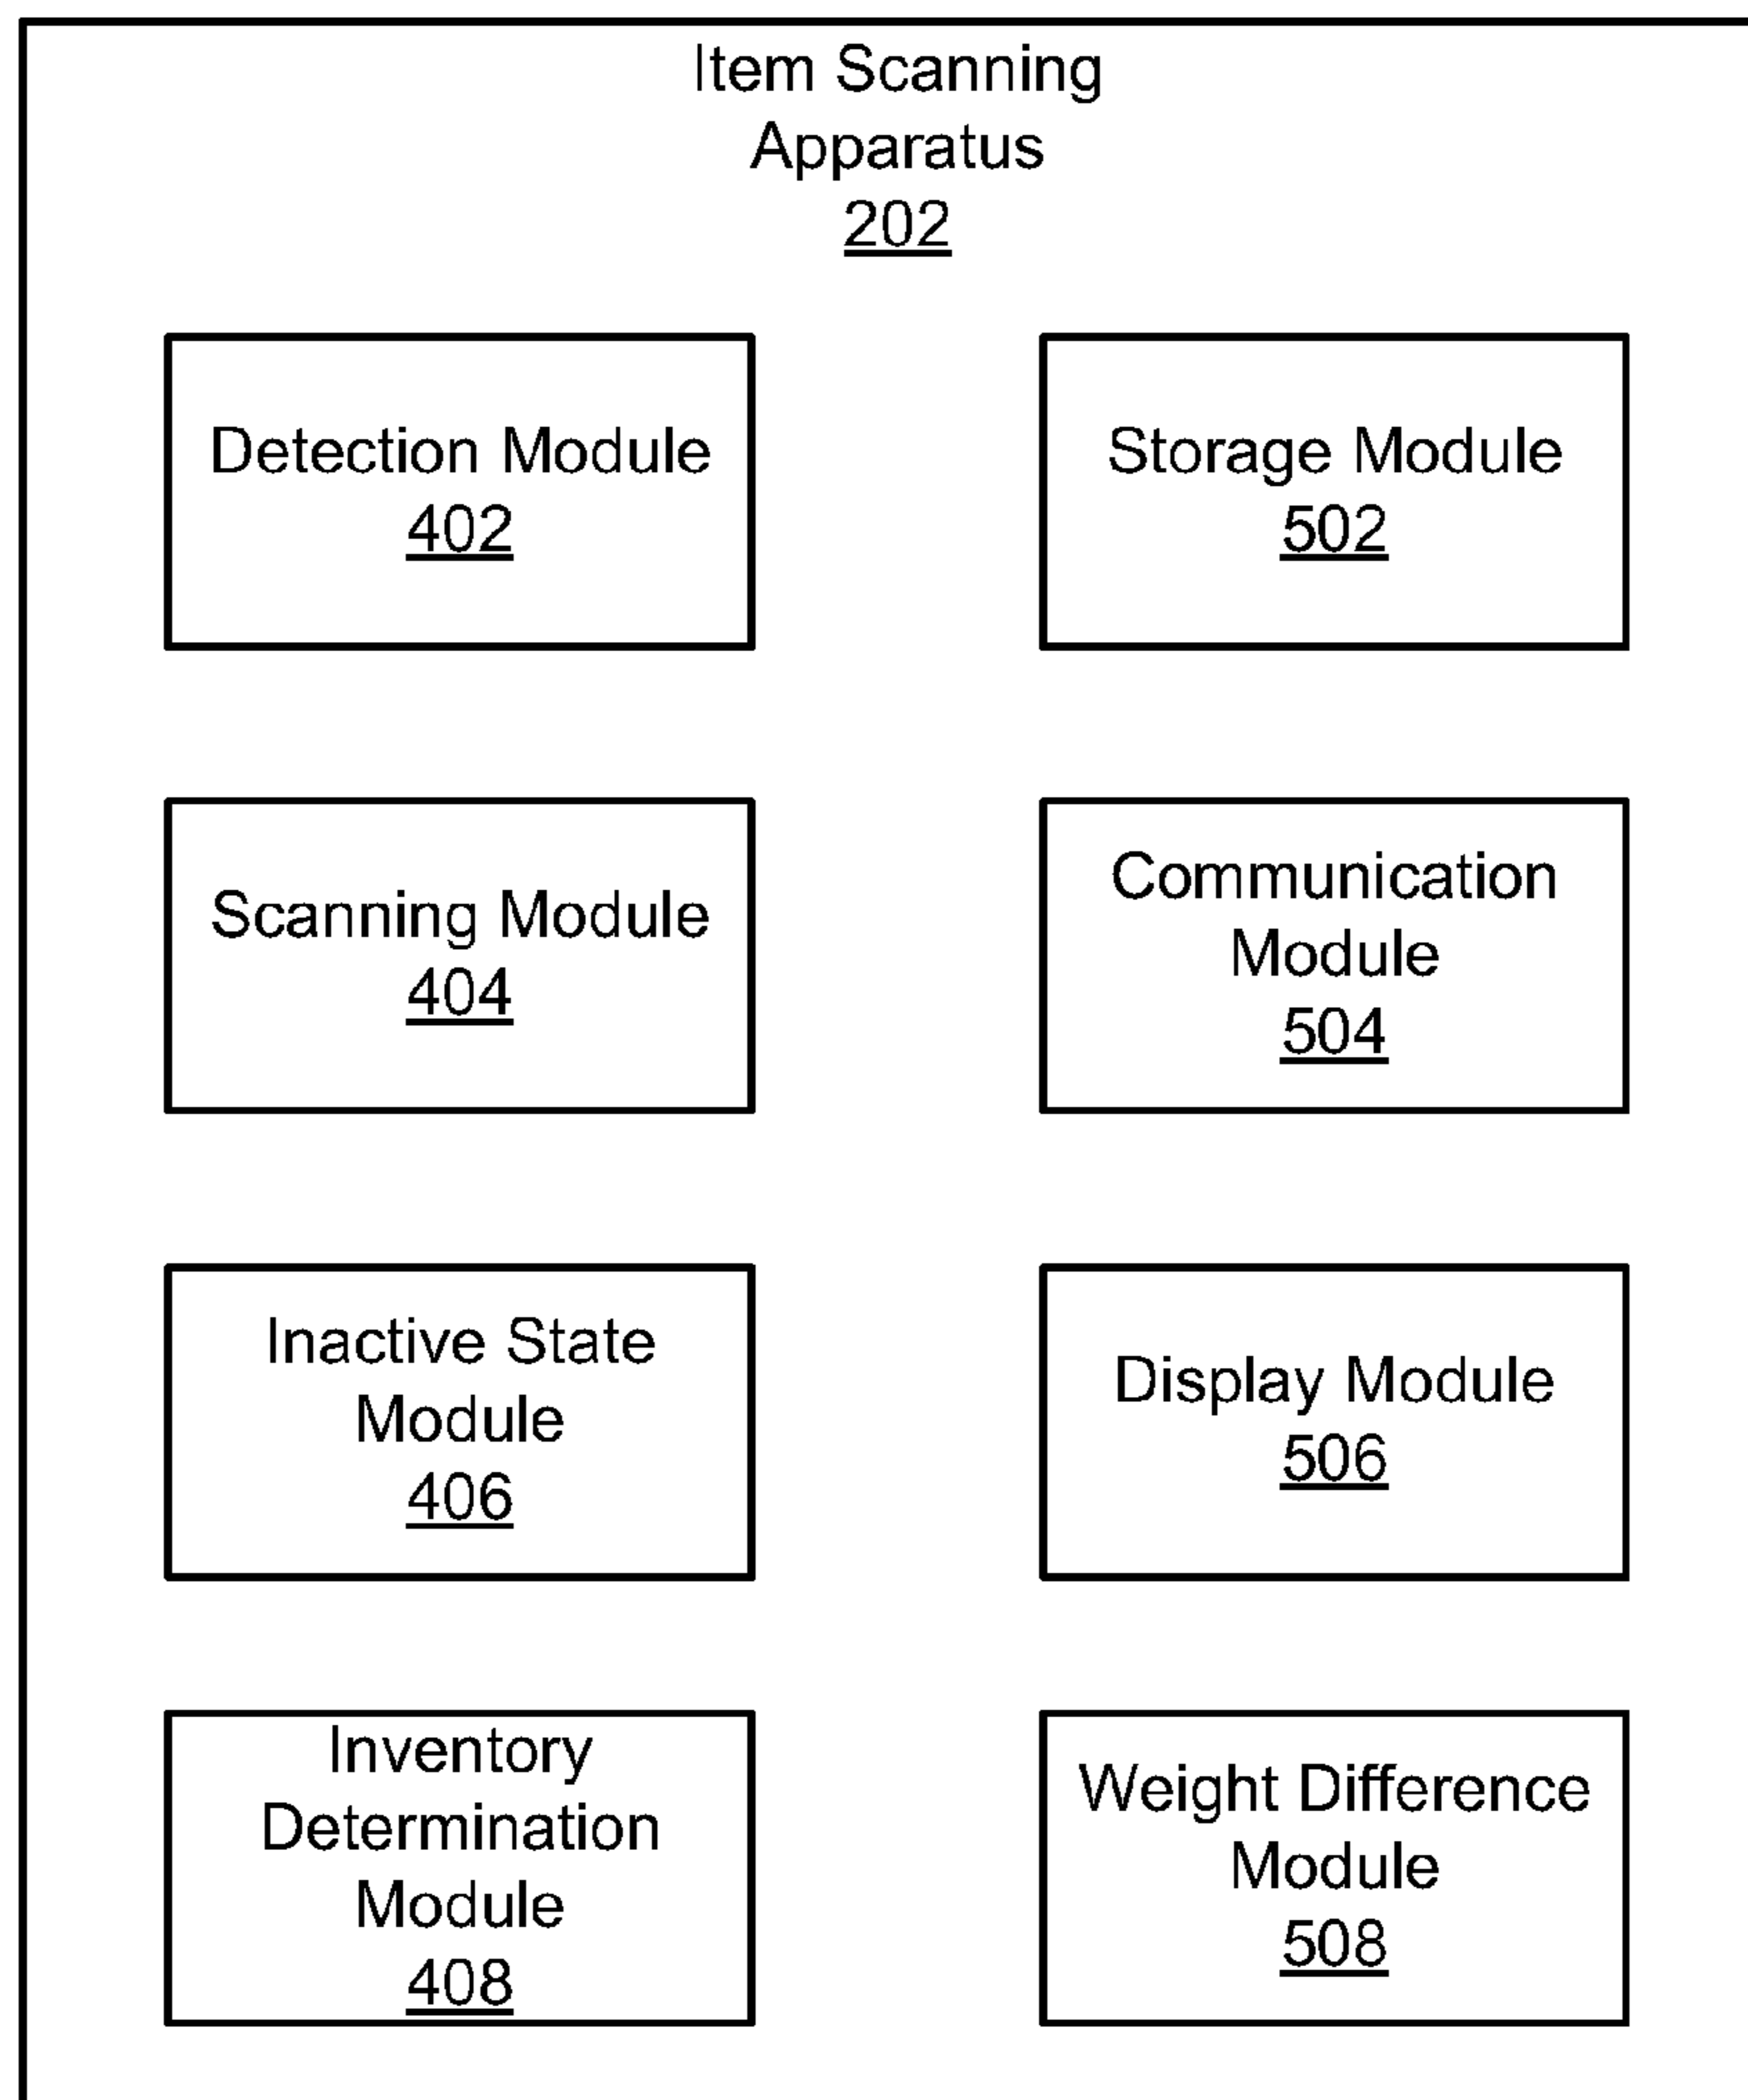 Item Scanning
Apparatus
202
Detection Module
402
Storage Module
502
Scanning Module
404
Communication
Module
504
Inactive State
Module
406
Display Module
506
Inventory
Determination
Module
408
Weight Difference
Module
508